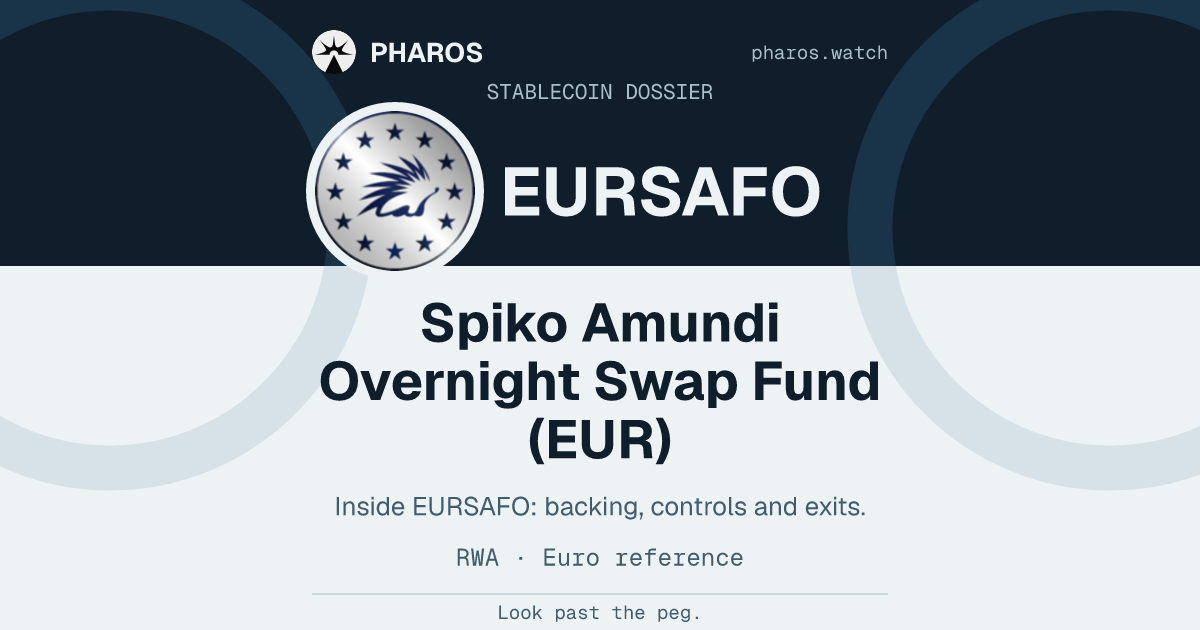 PHAROS
pharos.watch
STABLECOIN DOSSIER
EURSAFO
Spiko Amundi
Overnight Swap Fund
(EUR)
Inside EURSAFO: backing, controls and exits.
RWA · Euro reference
Look past the peg.